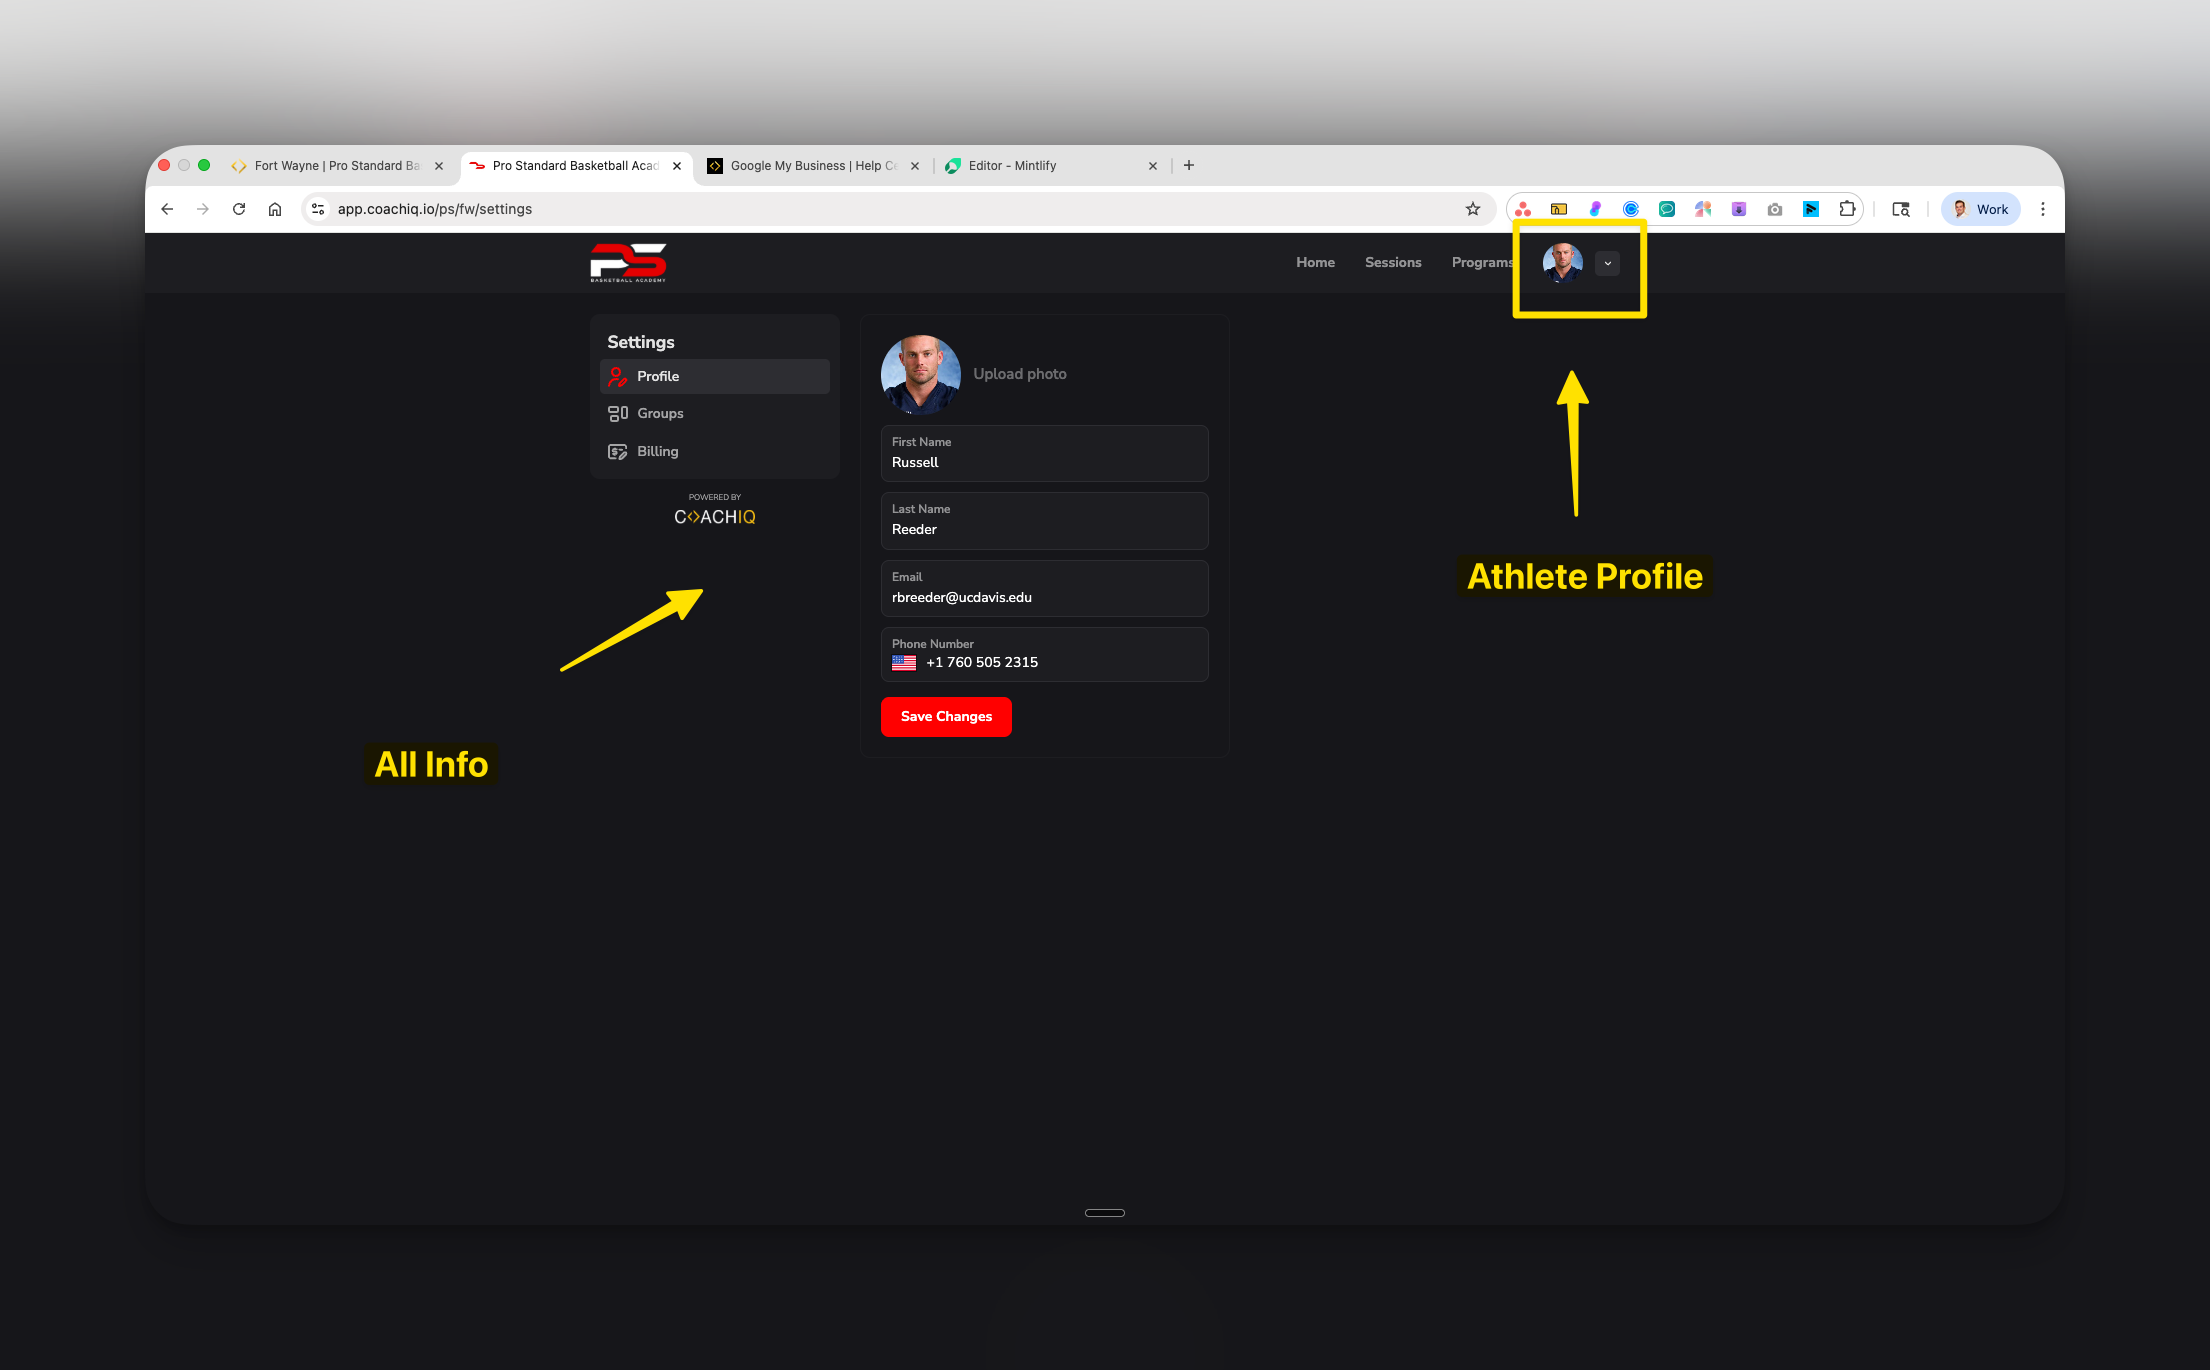 Fort Wayne | Pro Standard Ba
Pro Standard Basketball Acad
Google My Business | Help Ce
Editor - Mintlify
app.coachiq.io/ps/fw/settings
Work
PS
BASKETBALL ACADEMY
Home
Sessions
Programs
Settings
Profile
Groups
Billing
POWERED BY
COACHIQ
Upload photo
First Name
Russell
Last Name
Reeder
Email
rbreeder@ucdavis.edu
Phone Number
+1 760 505 2315
Save Changes
Athlete Profile
All Info